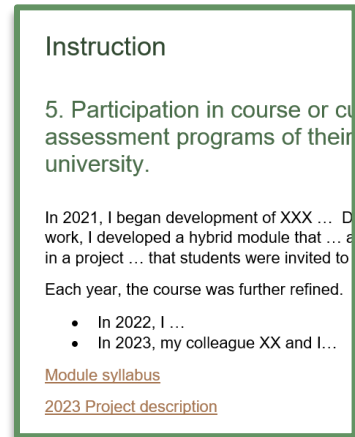 Instruction
5. Participation in course or
assessment programs of their
university.
In 2021, I began development of XXX …
work, I developed a hybrid module that …
in a project … that students were invited to
Each year, the course was further refined.
• In 2022, I …
• In 2023, my colleague XX and I…
Module syllabus
2023 Project description